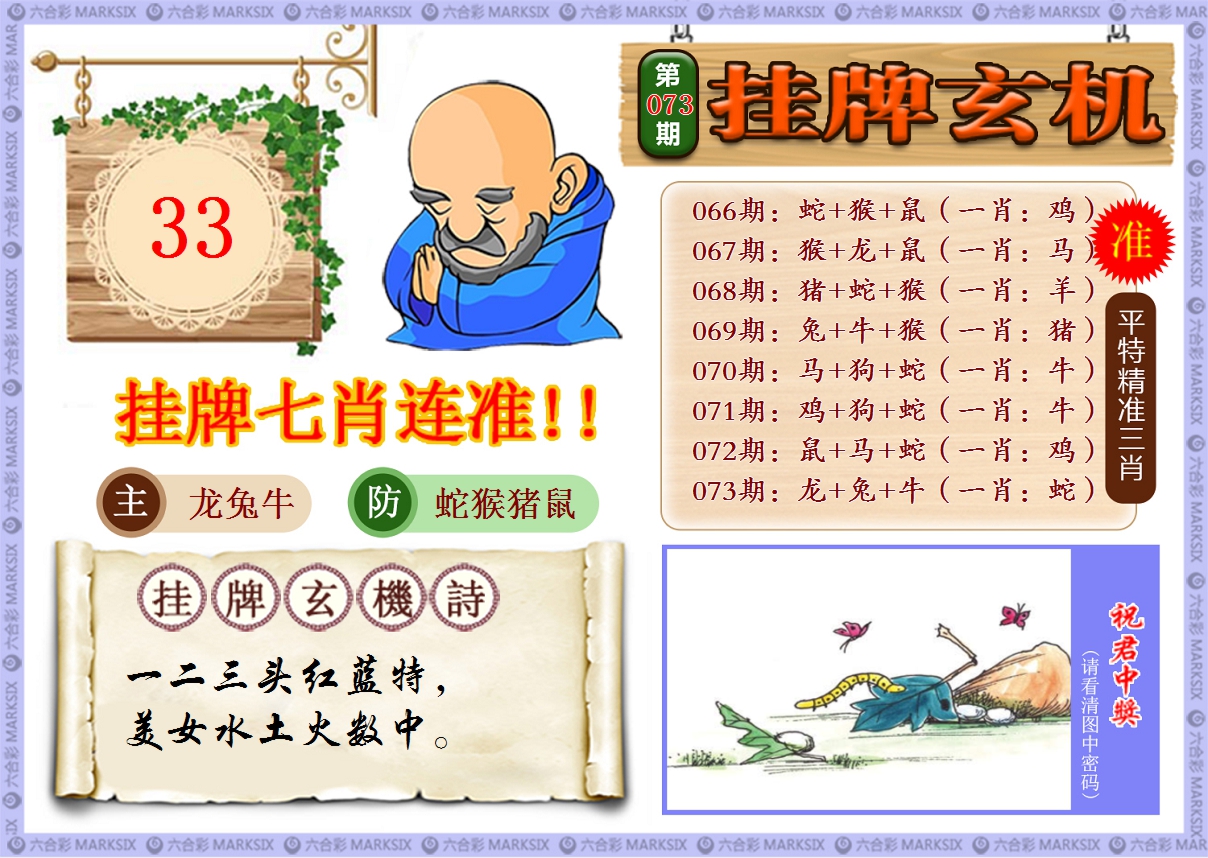 六合彩 MARKSIX
33
第
073
期
挂牌玄机
066期：蛇+猴+鼠（一肖：鸡）
067期：猴+龙+鼠（一肖：马）
068期：猪+蛇+猴（一肖：羊）
069期：兔+牛+猴（一肖：猪）
070期：马+狗+蛇（一肖：牛）
071期：鸡+狗+蛇（一肖：牛）
072期：鼠+马+蛇（一肖：鸡）
073期：龙+兔+牛（一肖：蛇）
准
平特精准三肖
挂牌七肖连准!!
主 龙兔牛
防 蛇猴猪鼠
挂牌玄機詩
一二三头红蓝特，
美女水土火数中。
祝君中奖
（请看清图中密码）